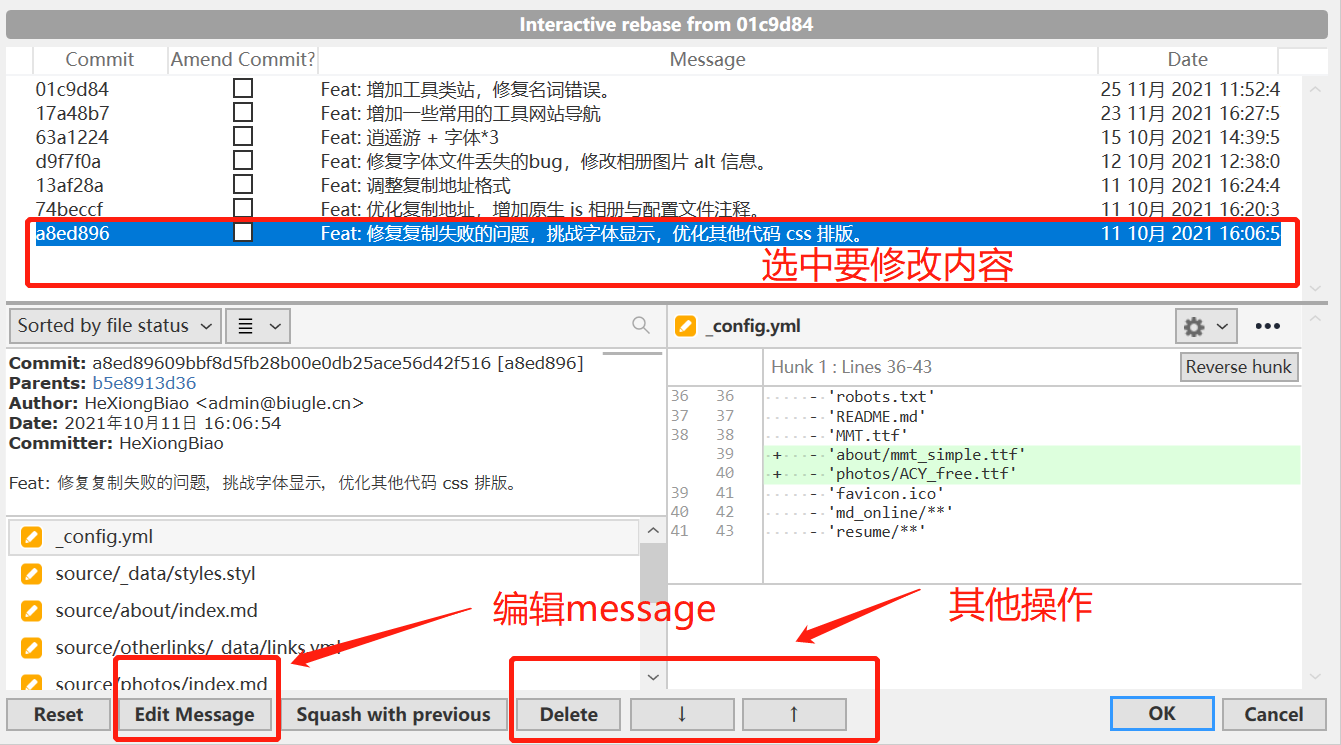 Interactive rebase from 01c9d84
Commit Amend Commit? Message Date
01c9d84 Feat: 增加工具类站，修复名词错误。 25 11月 2021 11:52:4
17a48b7 Feat: 增加一些常用的工具网站导航 23 11月 2021 16:27:5
63a1224 Feat: 逍遥游 + 字体*3 15 10月 2021 14:39:5
d9f7f0a Feat: 修复字体文件丢失的bug，修改相册图片 alt 信息。 12 10月 2021 12:38:0
13af28a Feat: 调整复制地址格式 11 10月 2021 16:24:4
74beccf Feat: 优化复制地址，增加原生 js 相册与配置文件注释。 11 10月 2021 16:20:3
a8ed896 Feat: 修复复制失败的问题，挑战字体显示，优化其他代码 css 排版。 11 10月 2021 16:06:5
选中要修改内容
Sorted by file status
Commit: a8ed89609bbf8d5fb28b00e0db25ace56d42f516 [a8ed896]
Parents: b5e8913d36
Author: HeXiongBiao <admin@biugle.cn>
Date: 2021年10月11日 16:06:54
Committer: HeXiongBiao
Feat: 修复复制失败的问题，挑战字体显示，优化其他代码 css 排版。
_config.yml
source/_data/styles.styl
source/about/index.md
source/otherlinks/_data/links.yml
source/photos/index.md
_config.yml
Hunk 1 : Lines 36-43 Reverse hunk
36 36 - 'robots.txt'
37 37 - 'README.md'
38 38 - 'MMT.ttf'
39 + - 'about/mmt_simple.ttf'
40 + - 'photos/ACY_free.ttf'
39 41 - 'favicon.ico'
40 42 - 'md_online/**'
41 43 - 'resume/**'
编辑message
其他操作
Reset Edit Message Squash with previous Delete ↓ ↑ OK Cancel